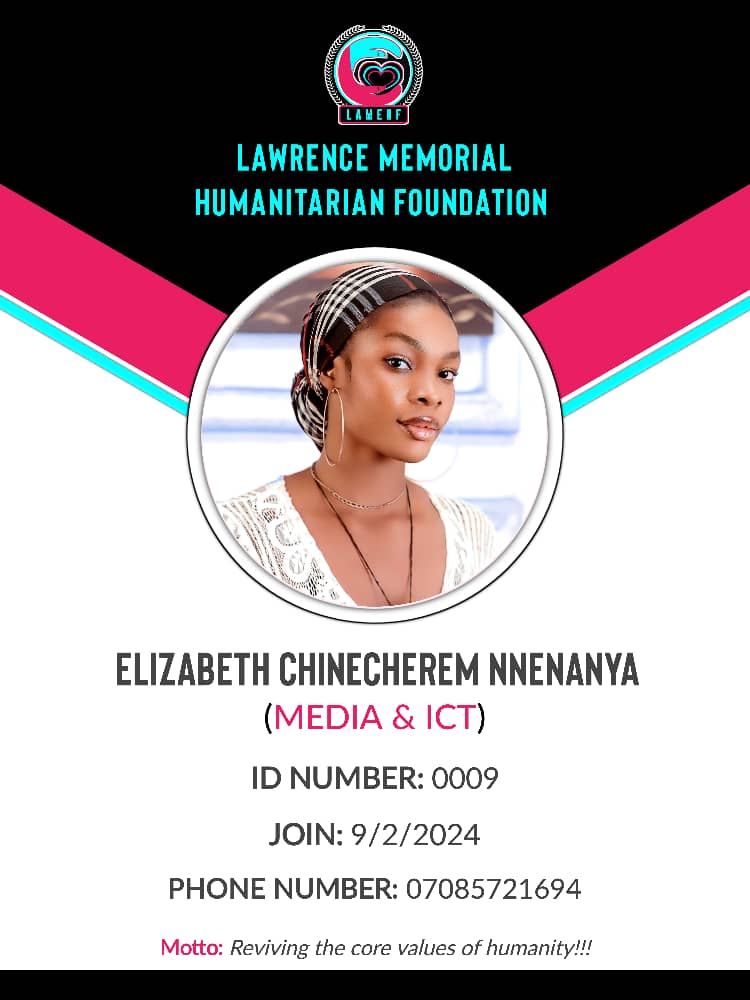 LAMEHF
LAWRENCE MEMORIAL
HUMANITARIAN FOUNDATION
ELIZABETH CHINECHEREM NNENANYA
(MEDIA & ICT)
ID NUMBER: 0009
JOIN: 9/2/2024
PHONE NUMBER: 07085721694
Motto: Reviving the core values of humanity!!!